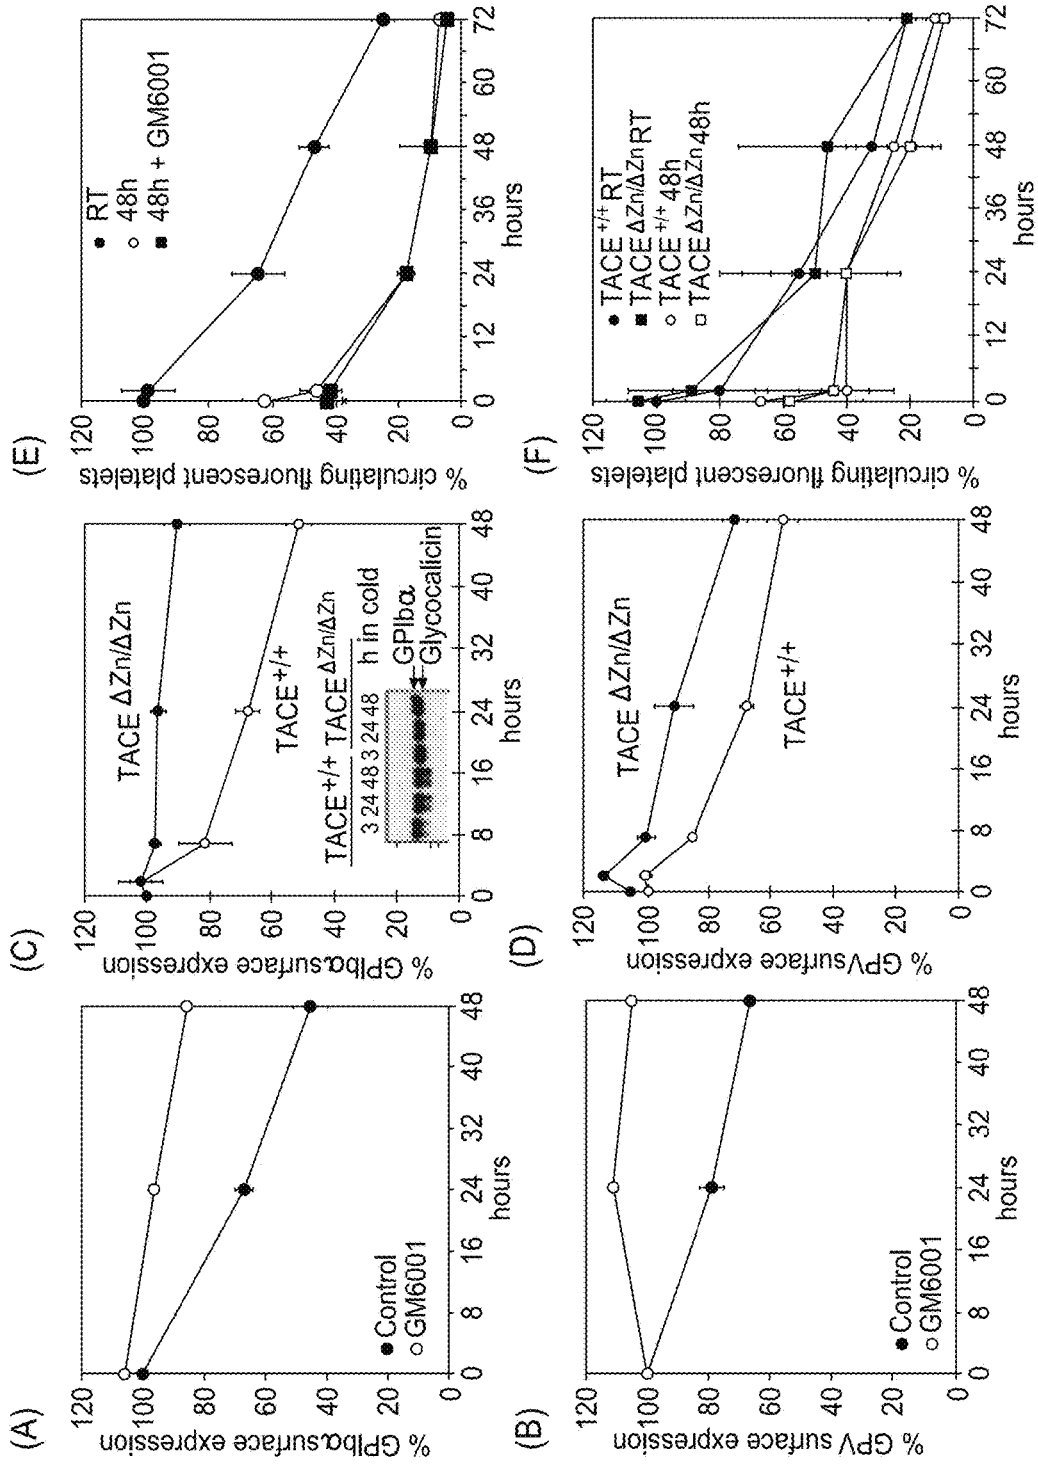 (A)
% GPIbα surface expression
120
100
80
60
40
20
0
Control
GM6001
0
8
16
24
32
40
48
hours
(B)
% GPV surface expression
120
100
80
60
40
20
0
Control
GM6001
0
8
16
24
32
40
48
hours
(C)
% GPIbα surface expression
120
100
80
60
40
20
0
TACE ΔZn/ΔZn
TACE+/+
TACE+/+ TACE ΔZn/ΔZn
3 24 48 3 24 48 h in cold
GPIbα
Glycocalicin
0
8
16
24
32
40
48
hours
(D)
% GPV surface expression
120
100
80
60
40
20
0
TACE ΔZn/ΔZn
TACE+/+
0
8
16
24
32
40
48
hours
(E)
% circulating fluorescent platelets
120
100
80
60
40
20
0
RT
48h
48h + GM6001
0
12
24
36
48
60
72
hours
(F)
% circulating fluorescent platelets
120
100
80
60
40
20
0
TACE+/+ RT
TACE ΔZn/ΔZn RT
TACE+/+ 48h
TACE ΔZn/ΔZn 48h
0
12
24
36
48
60
72
hours